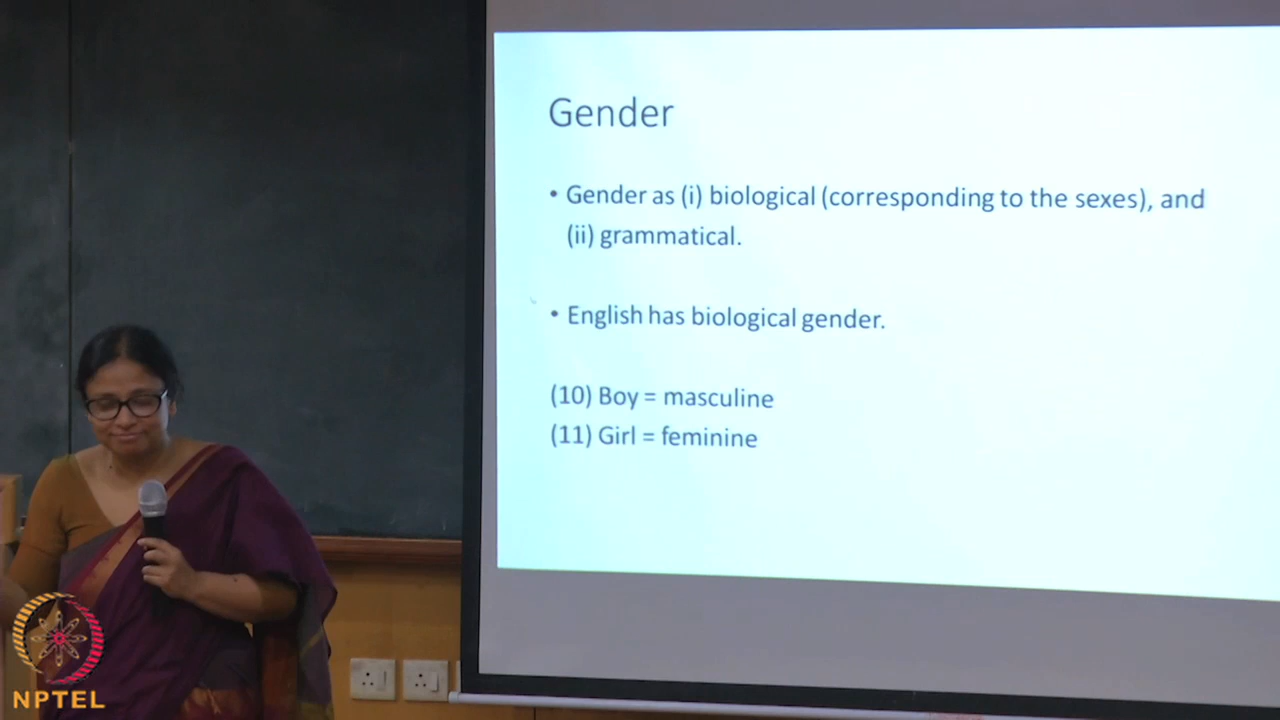 Gender
• Gender as (i) biological (corresponding to the sexes), and
(ii) grammatical.
• English has biological gender.
(10) Boy = masculine
(11) Girl = feminine
NPTEL